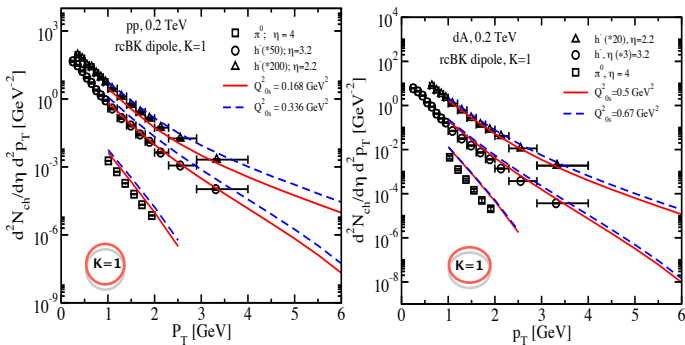 pp, 0.2 TeV
rcBK dipole, K=1
π⁰; η = 4
h⁻(*50); η=3.2
h⁻(*200); η=2.2
Q²₀ₛ = 0.168 GeV²
Q²₀ₛ = 0.336 GeV²
d²N_ch/dη d²p_T [GeV⁻²]
10³
10⁰
10⁻³
10⁻⁶
10⁻⁹
K=1
0 1 2 3 4 5 6
P_T [GeV]
dA, 0.2 TeV
rcBK dipole, K=1
h⁻(*20), η=2.2
h⁻, η (*3)=3.2
π⁰, η = 4
Q²₀ₛ=0.5 GeV²
Q²₀ₛ=0.67 GeV²
d²N_ch/dη d²p_T [GeV⁻²]
10⁴
10²
10⁰
10⁻²
10⁻⁴
10⁻⁶
10⁻⁸
K=1
0 1 2 3 4 5 6
p_T [GeV]